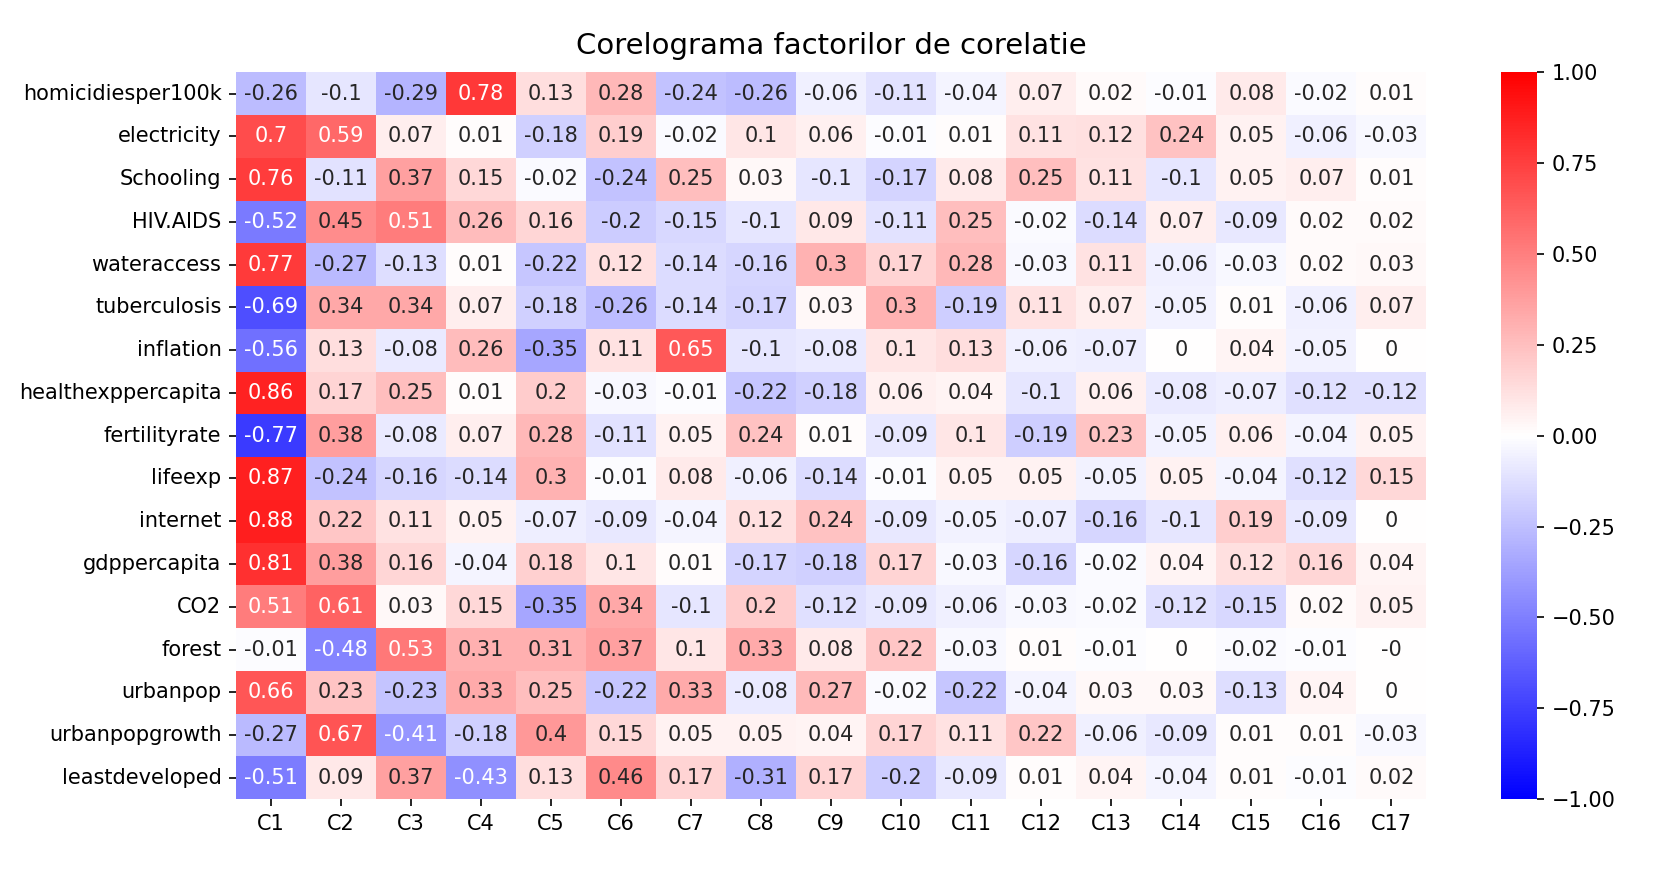 Corelograma factorilor de corelatie
homicidiesper100k -0.26 -0.1 -0.29 0.78 0.13 0.28 -0.24 -0.26 -0.06 -0.11 -0.04 0.07 0.02 -0.01 0.08 -0.02 0.01
electricity 0.7 0.59 0.07 0.01 -0.18 0.19 -0.02 0.1 0.06 -0.01 0.01 0.11 0.12 0.24 0.05 -0.06 -0.03
Schooling 0.76 -0.11 0.37 0.15 -0.02 -0.24 0.25 0.03 -0.1 -0.17 0.08 0.25 0.11 -0.1 0.05 0.07 0.01
HIV.AIDS -0.52 0.45 0.51 0.26 0.16 -0.2 -0.15 -0.1 0.09 -0.11 0.25 -0.02 -0.14 0.07 -0.09 0.02 0.02
wateraccess 0.77 -0.27 -0.13 0.01 -0.22 0.12 -0.14 -0.16 0.3 0.17 0.28 -0.03 0.11 -0.06 -0.03 0.02 0.03
tuberculosis -0.69 0.34 0.34 0.07 -0.18 -0.26 -0.14 -0.17 0.03 0.3 -0.19 0.11 0.07 -0.05 0.01 -0.06 0.07
inflation -0.56 0.13 -0.08 0.26 -0.35 0.11 0.65 -0.1 -0.08 0.1 0.13 -0.06 -0.07 0 0.04 -0.05 0
healthexppercapita 0.86 0.17 0.25 0.01 0.2 -0.03 -0.01 -0.22 -0.18 0.06 0.04 -0.1 0.06 -0.08 -0.07 -0.12 -0.12
fertilityrate -0.77 0.38 -0.08 0.07 0.28 -0.11 0.05 0.24 0.01 -0.09 0.1 -0.19 0.23 -0.05 0.06 -0.04 0.05
lifeexp 0.87 -0.24 -0.16 -0.14 0.3 -0.01 0.08 -0.06 -0.14 -0.01 0.05 0.05 -0.05 0.05 -0.04 -0.12 0.15
internet 0.88 0.22 0.11 0.05 -0.07 -0.09 -0.04 0.12 0.24 -0.09 -0.05 -0.07 -0.16 -0.1 0.19 -0.09 0
gdppercapita 0.81 0.38 0.16 -0.04 0.18 0.1 0.01 -0.17 -0.18 0.17 -0.03 -0.16 -0.02 0.04 0.12 0.16 0.04
CO2 0.51 0.61 0.03 0.15 -0.35 0.34 -0.1 0.2 -0.12 -0.09 -0.06 -0.03 -0.02 -0.12 -0.15 0.02 0.05
forest -0.01 -0.48 0.53 0.31 0.31 0.37 0.1 0.33 0.08 0.22 -0.03 0.01 -0.01 0 -0.02 -0.01 -0
urbanpop 0.66 0.23 -0.23 0.33 0.25 -0.22 0.33 -0.08 0.27 -0.02 -0.22 -0.04 0.03 0.03 -0.13 0.04 0
urbanpopgrowth -0.27 0.67 -0.41 -0.18 0.4 0.15 0.05 0.05 0.04 0.17 0.11 0.22 -0.06 -0.09 0.01 0.01 -0.03
leastdeveloped -0.51 0.09 0.37 -0.43 0.13 0.46 0.17 -0.31 0.17 -0.2 -0.09 0.01 0.04 -0.04 0.01 -0.01 0.02
C1 C2 C3 C4 C5 C6 C7 C8 C9 C10 C11 C12 C13 C14 C15 C16 C17
1.00
0.75
0.50
0.25
0.00
−0.25
−0.50
−0.75
−1.00